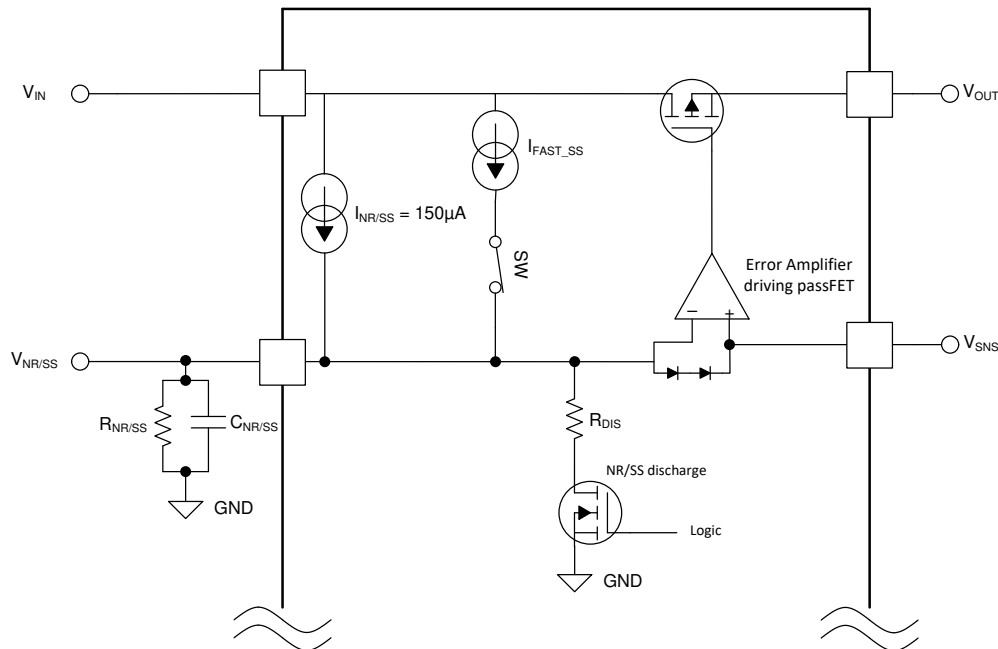 V_IN
V_OUT
I_FAST_SS
I_NR/SS = 150µA
SW
Error Amplifier
driving passFET
−
+
V_NR/SS
V_SNS
R_NR/SS
C_NR/SS
R_DIS
NR/SS discharge
GND
Logic
GND